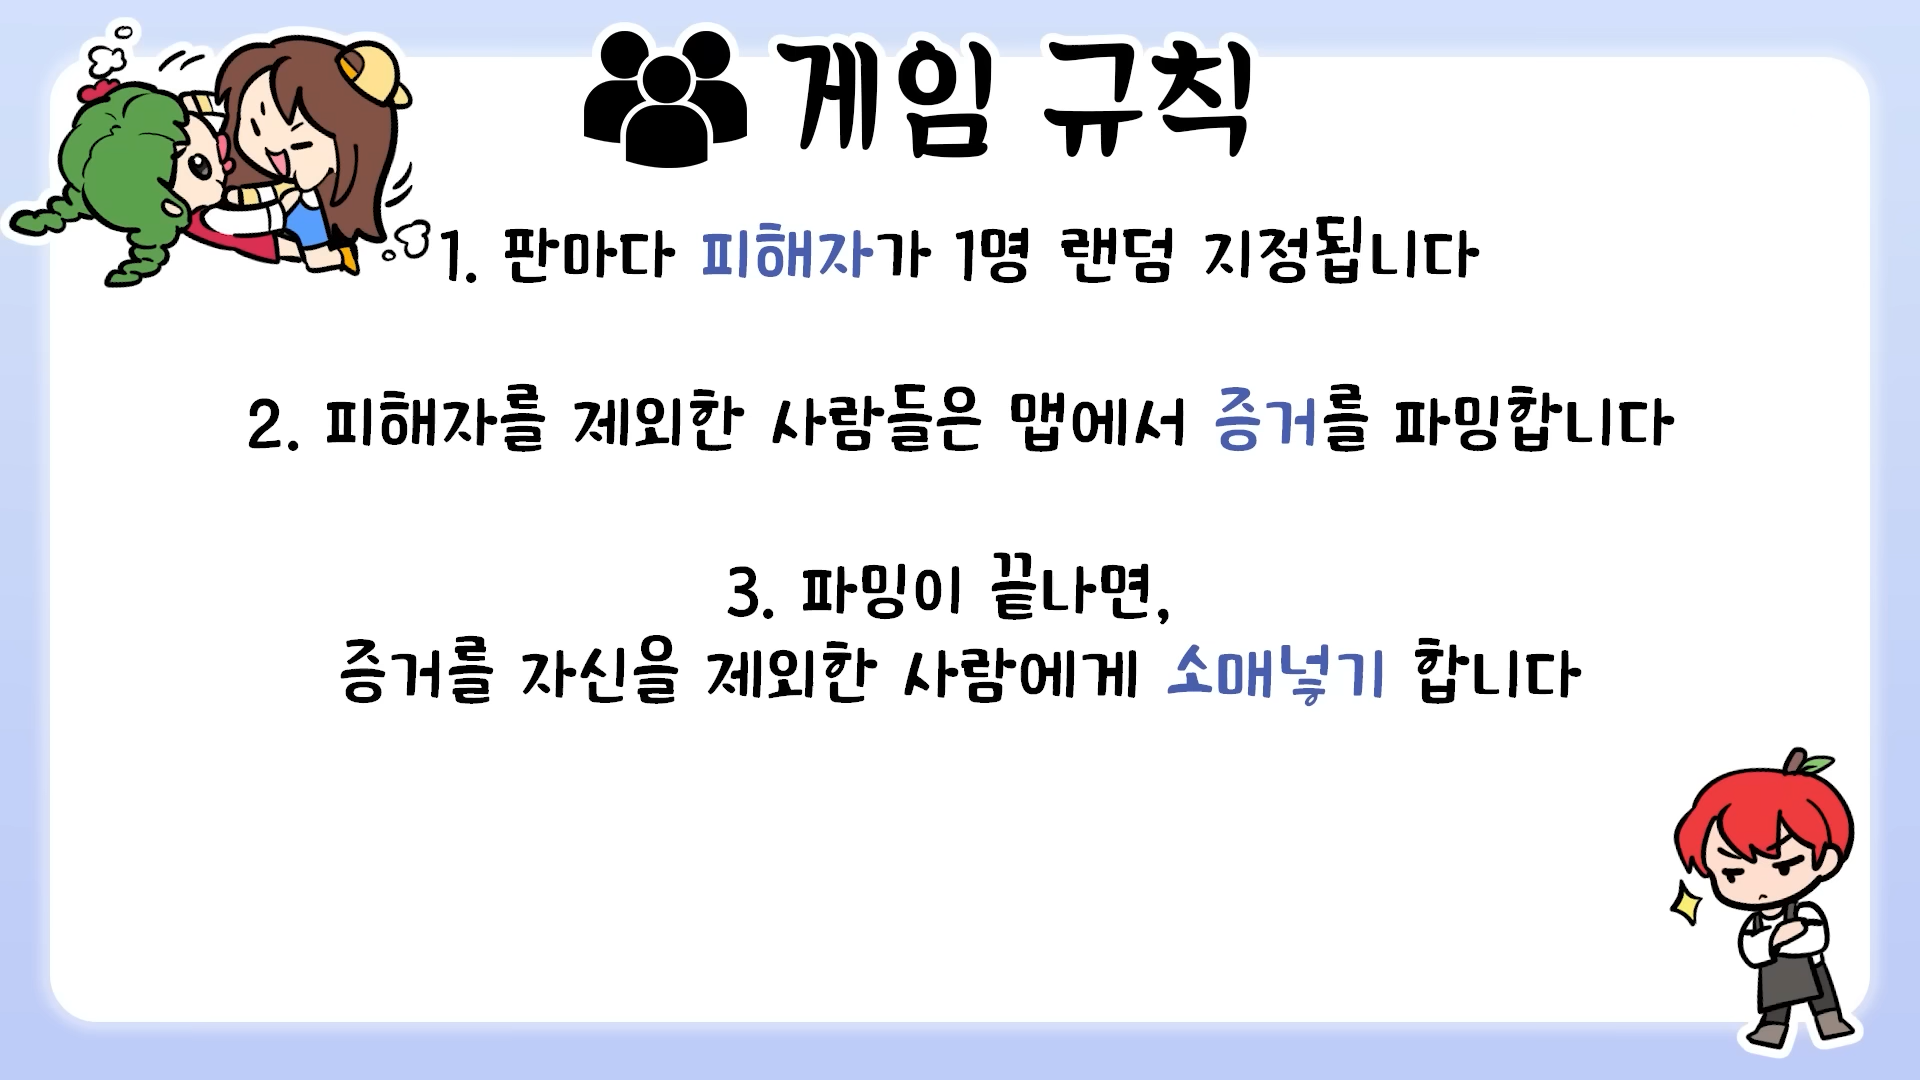 게임 규칙
1. 판마다 피해자가 1명 랜덤 지정됩니다
2. 피해자를 제외한 사람들은 맵에서 증거를 파밍합니다
3. 파밍이 끝나면,
증거를 자신을 제외한 사람에게 소매넣기 합니다